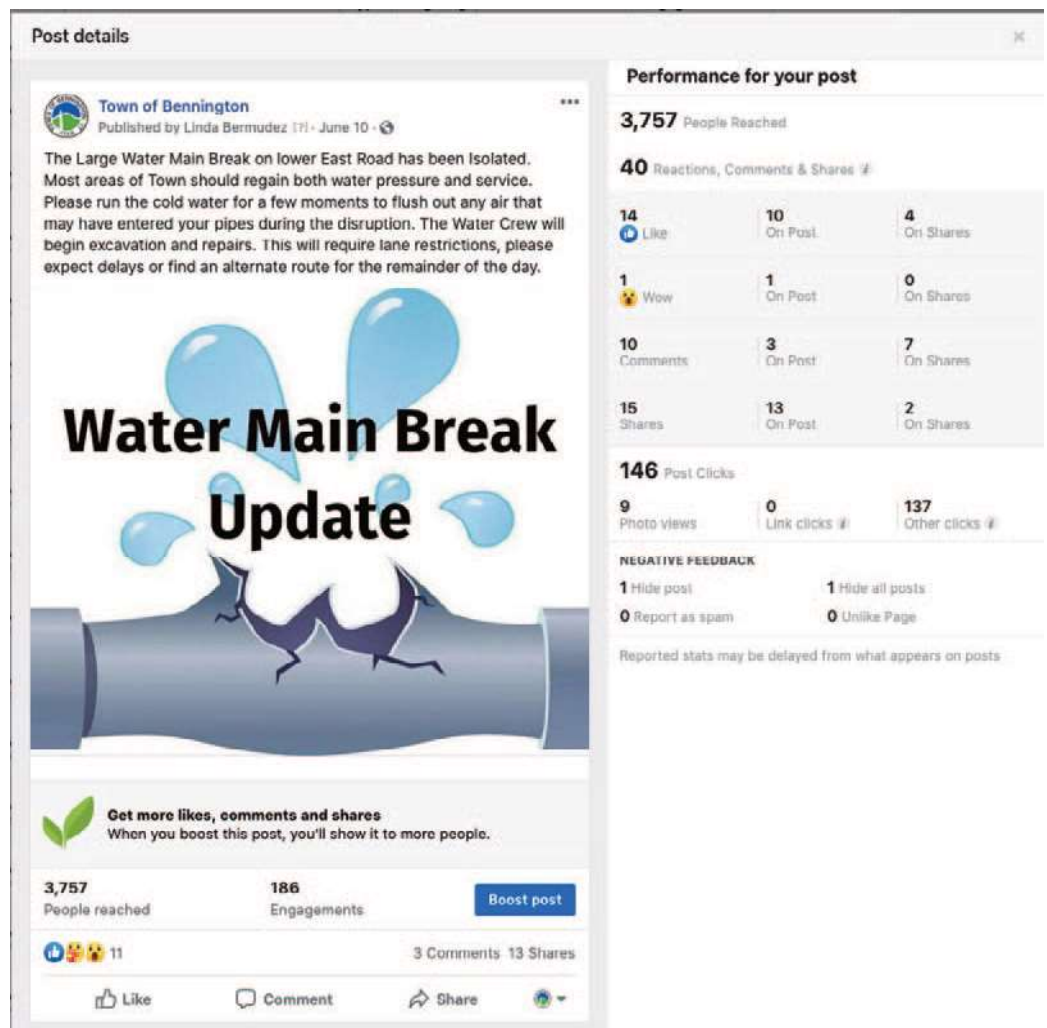 Post details
Town of Bennington
Published by Linda Bermudez [?] · June 10 ·
The Large Water Main Break on lower East Road has been Isolated.
Most areas of Town should regain both water pressure and service.
Please run the cold water for a few moments to flush out any air that
may have entered your pipes during the disruption. The Water Crew will
begin excavation and repairs. This will require lane restrictions, please
expect delays or find an alternate route for the remainder of the day.
Water Main Break
Update
Get more likes, comments and shares
When you boost this post, you'll show it to more people.
3,757 186
People reached Engagements
Boost post
11 3 Comments 13 Shares
Like Comment Share
Performance for your post
3,757 People Reached
40 Reactions, Comments & Shares
14 10 4
Like On Post On Shares
1 1 0
Wow On Post On Shares
10 3 7
Comments On Post On Shares
15 13 2
Shares On Post On Shares
146 Post Clicks
9 0 137
Photo views Link clicks Other clicks
NEGATIVE FEEDBACK
1 Hide post 1 Hide all posts
0 Report as spam 0 Unlike Page
Reported stats may be delayed from what appears on posts